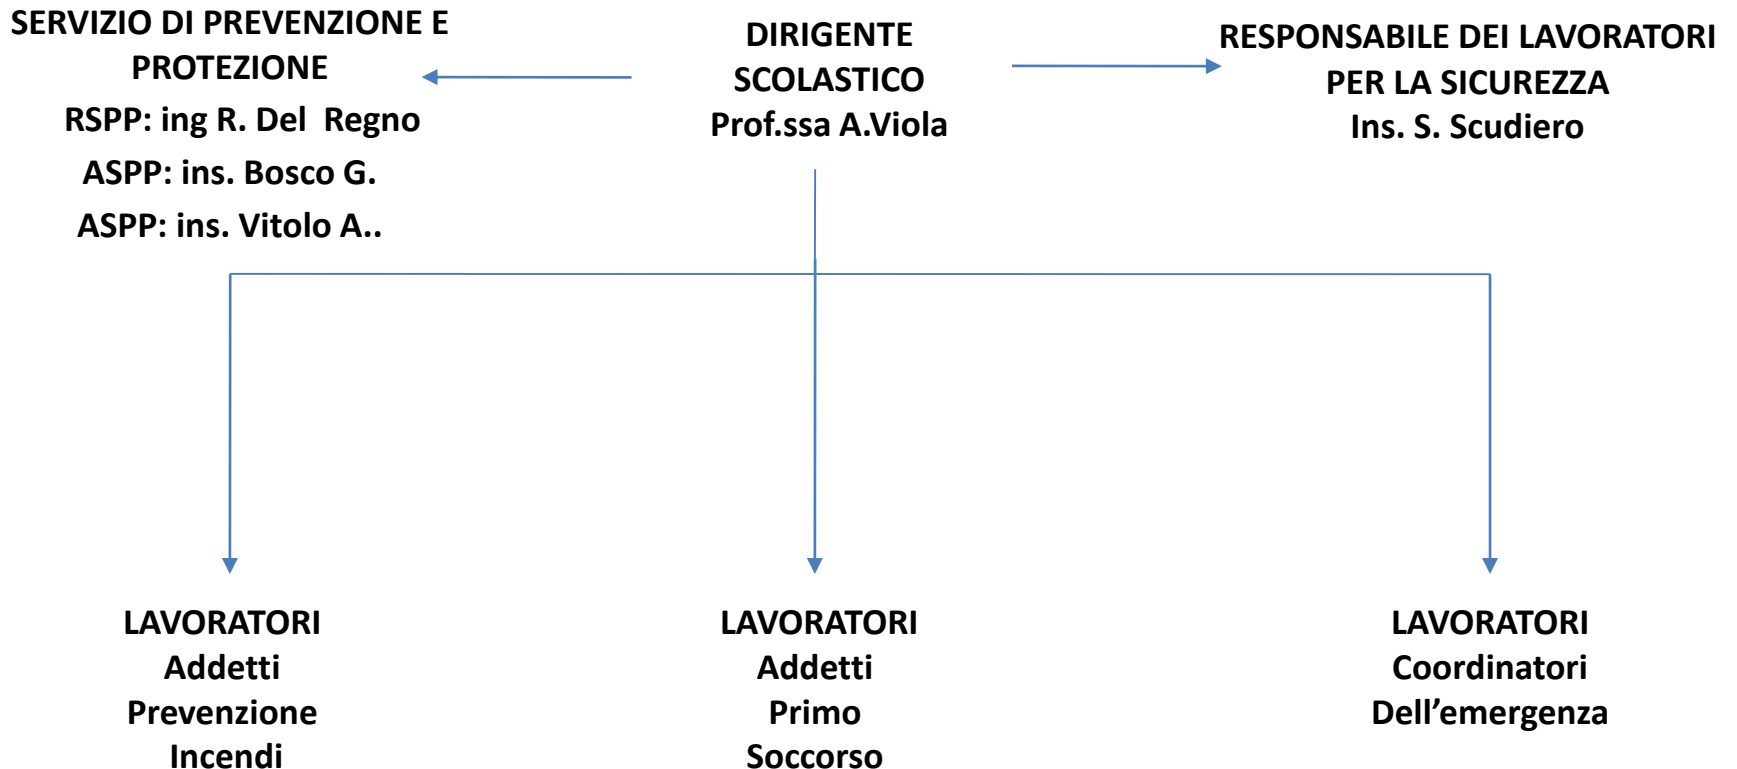 SERVIZIO DI PREVENZIONE E
PROTEZIONE
RSPP: ing R. Del  Regno
ASPP: ins. Bosco G.
ASPP: ins. Vitolo A..
DIRIGENTE
SCOLASTICO
Prof.ssa A.Viola
RESPONSABILE DEI LAVORATORI
PER LA SICUREZZA
Ins. S. Scudiero
LAVORATORI
Addetti
Prevenzione
Incendi
LAVORATORI
Addetti
Primo
Soccorso
LAVORATORI
Coordinatori
Dell’emergenza